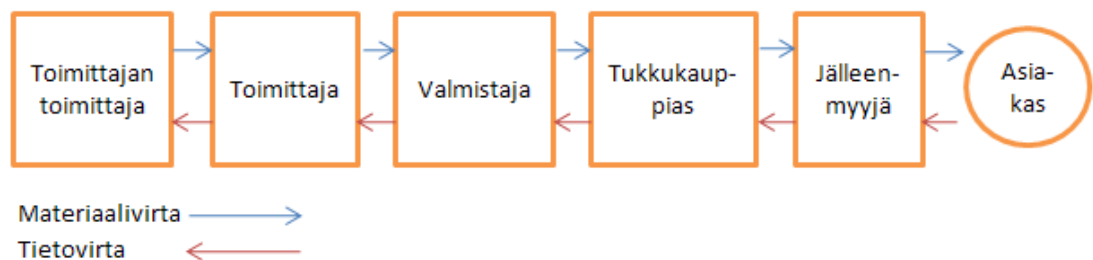 Toimittajan
toimittaja
Toimittaja
Valmistaja
Tukkukaup-
pias
Jälleen-
myyjä
Asia-
kas
Materiaalivirta
Tietovirta